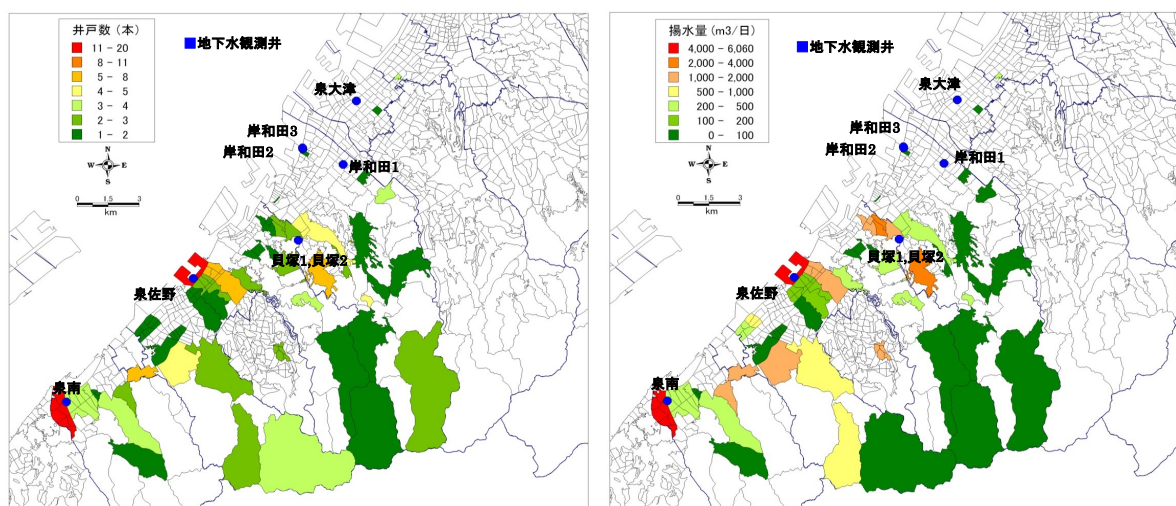 井戸数（本）
11 – 20
8 – 11
5 – 8
4 – 5
3 – 4
2 – 3
1 – 2
地下水観測井
N
W E
S
0 1.5 3
km
泉大津
岸和田3
岸和田2
岸和田1
貝塚1,貝塚2
泉佐野
泉南
揚水量（m3/日）
4,000 – 6,060
2,000 – 4,000
1,000 – 2,000
500 – 1,000
200 – 500
100 – 200
0 – 100
地下水観測井
N
W E
S
0 1.5 3
km
泉大津
岸和田3
岸和田2
岸和田1
貝塚1,貝塚2
泉佐野
泉南